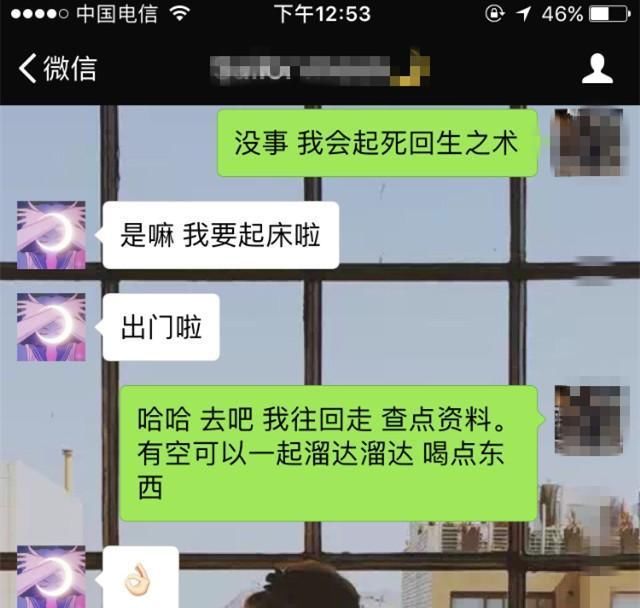 中国电信 下午12:53 46%
微信
没事 我会起死回生之术
是嘛 我要起床啦
出门啦
哈哈 去吧 我往回走 查点资料。
有空可以一起溜达溜达 喝点东
西